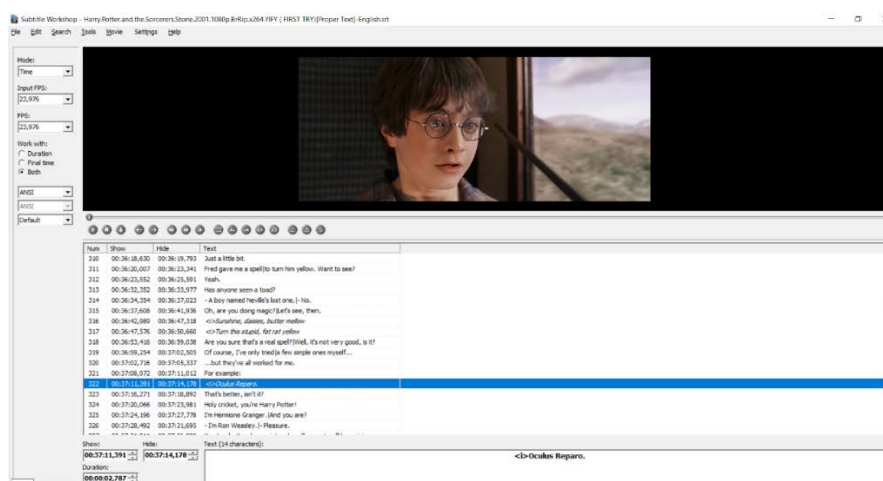 Subtitle Workshop - Harry.Potter.and.the.Sorcerers.Stone.2001.1080p.BrRip.x264.YIFY ( FIRST TRY)[Proper Text]-English.srt
File Edit Search Tools Movie Settings Help
Mode:
Time
Input FPS:
23,976
FPS:
23,976
Work with:
Duration
Final time
Both
ANSI
ANSI
Default
Num Show Hide Text
310 00:36:18,630 00:36:19,793 Just a little bit.
311 00:36:20,007 00:36:23,341 Fred gave me a spell|to turn him yellow. Want to see?
312 00:36:23,552 00:36:25,591 Yeah.
313 00:36:32,352 00:36:33,977 Has anyone seen a toad?
314 00:36:34,354 00:36:37,023 - A boy named Neville's lost one.|- No.
315 00:36:37,608 00:36:41,936 Oh, are you doing magic?|Let's see, then.
316 00:36:42,989 00:36:47,318 <i>Sunshine, daisies, butter mellow
317 00:36:47,576 00:36:50,660 <i>Turn this stupid, fat rat yellow
318 00:36:53,416 00:36:59,038 Are you sure that's a real spell?|Well, it's not very good, is it?
319 00:36:59,254 00:37:02,505 Of course, I've only tried|a few simple ones myself...
320 00:37:02,716 00:37:05,337 ...but they've all worked for me.
321 00:37:08,972 00:37:11,012 For example:
322 00:37:11,391 00:37:14,178 <i>Oculus Reparo.
323 00:37:16,271 00:37:18,892 That's better, isn't it?
324 00:37:20,066 00:37:23,981 Holy cricket, you're Harry Potter!
325 00:37:24,196 00:37:27,778 I'm Hermione Granger.|And you are?
326 00:37:28,492 00:37:31,695 - I'm Ron Weasley.|- Pleasure.
Show: Hide: Text (14 characters):
00:37:11,391 00:37:14,178
<i>Oculus Reparo.
Duration:
00:00:02,787